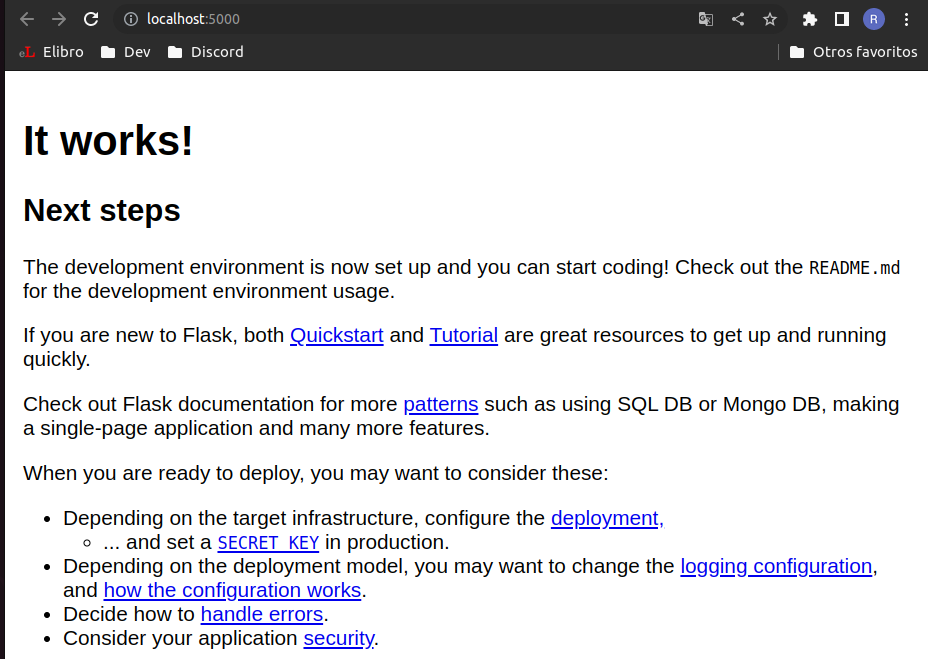 localhost:5000
R
eL Elibro Dev Discord Otros favoritos
It works!
Next steps
The development environment is now set up and you can start coding! Check out the README.md
for the development environment usage.
If you are new to Flask, both Quickstart and Tutorial are great resources to get up and running
quickly.
Check out Flask documentation for more patterns such as using SQL DB or Mongo DB, making
a single-page application and many more features.
When you are ready to deploy, you may want to consider these:
• Depending on the target infrastructure, configure the deployment,
◦ ... and set a SECRET_KEY in production.
• Depending on the deployment model, you may want to change the logging configuration,
and how the configuration works.
• Decide how to handle errors.
• Consider your application security.